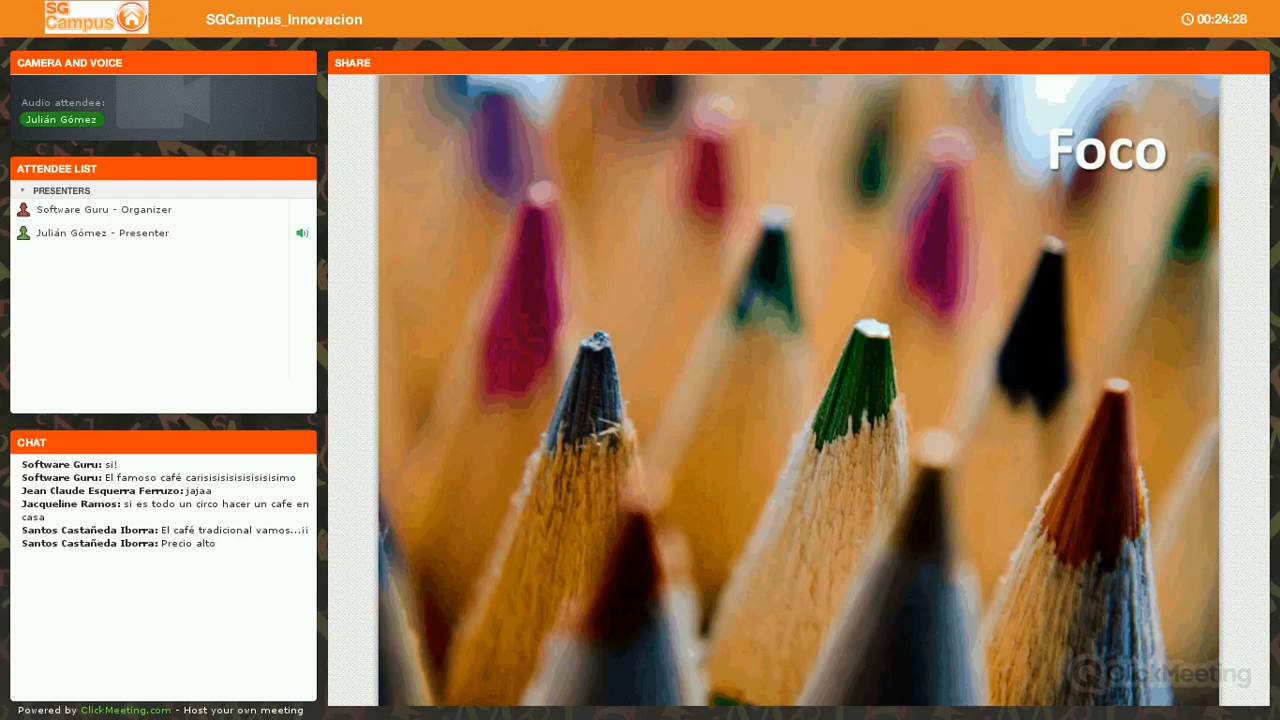 SG
Campus
SGCampus_Innovacion
00:24:28
CAMERA AND VOICE
Audio attendee:
Julián Gómez
ATTENDEE LIST
PRESENTERS
Software Guru - Organizer
Julián Gómez - Presenter
CHAT
Software Guru: si!
Software Guru: El famoso café carisisisisisisisisisimo
Jean Claude Esquerra Ferruzo: jajaa
Jacqueline Ramos: si es todo un circo hacer un cafe en
casa
Santos Castañeda Iborra: El café tradicional vamos...¡¡
Santos Castañeda Iborra: Precio alto
Powered by ClickMeeting.com - Host your own meeting
SHARE
Foco
ClickMeeting